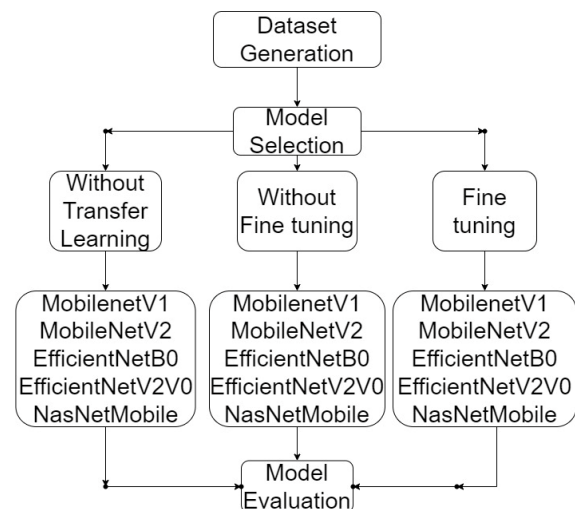 Dataset
Generation
Model
Selection
Without
Transfer
Learning
Without
Fine tuning
Fine
tuning
MobilenetV1
MobileNetV2
EfficientNetB0
EfficientNetV2V0
NasNetMobile
MobilenetV1
MobileNetV2
EfficientNetB0
EfficientNetV2V0
NasNetMobile
MobilenetV1
MobileNetV2
EfficientNetB0
EfficientNetV2V0
NasNetMobile
Model
Evaluation